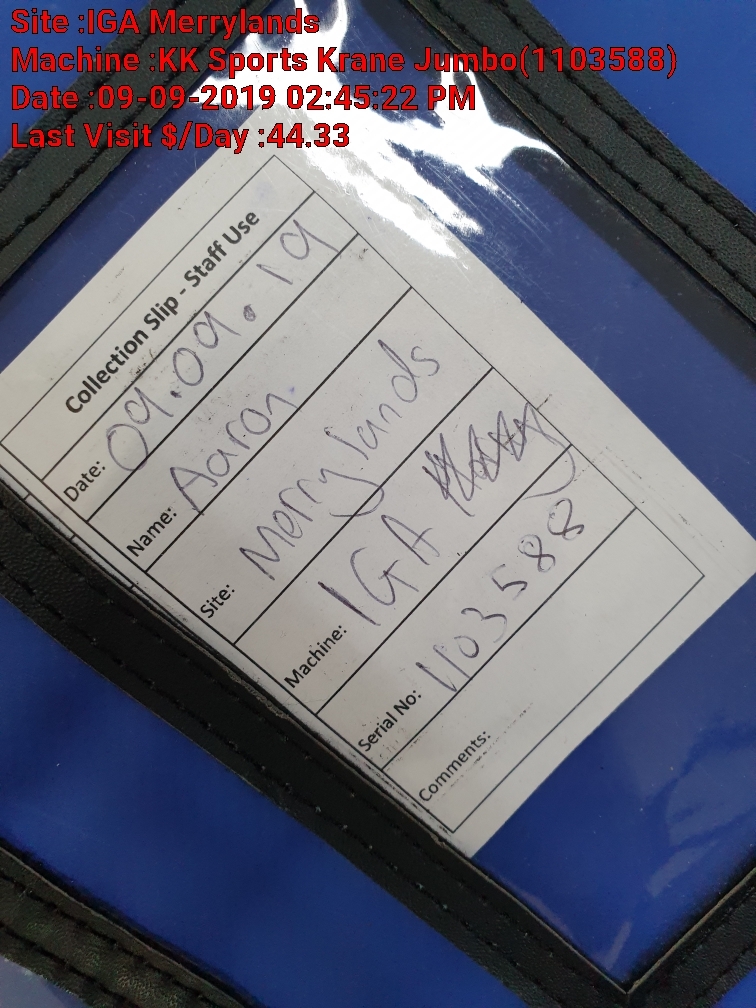 Site :IGA Merrylands
Machine :KK Sports Krane Jumbo(1103588)
Date :09-09-2019 02:45:22 PM
Last Visit $/Day :44.33
Collection Slip - Staff Use
Date: 09.09.19
Name: Aaron
Site: Merrylands
Machine: IGA
Serial No: 1103588
Comments: